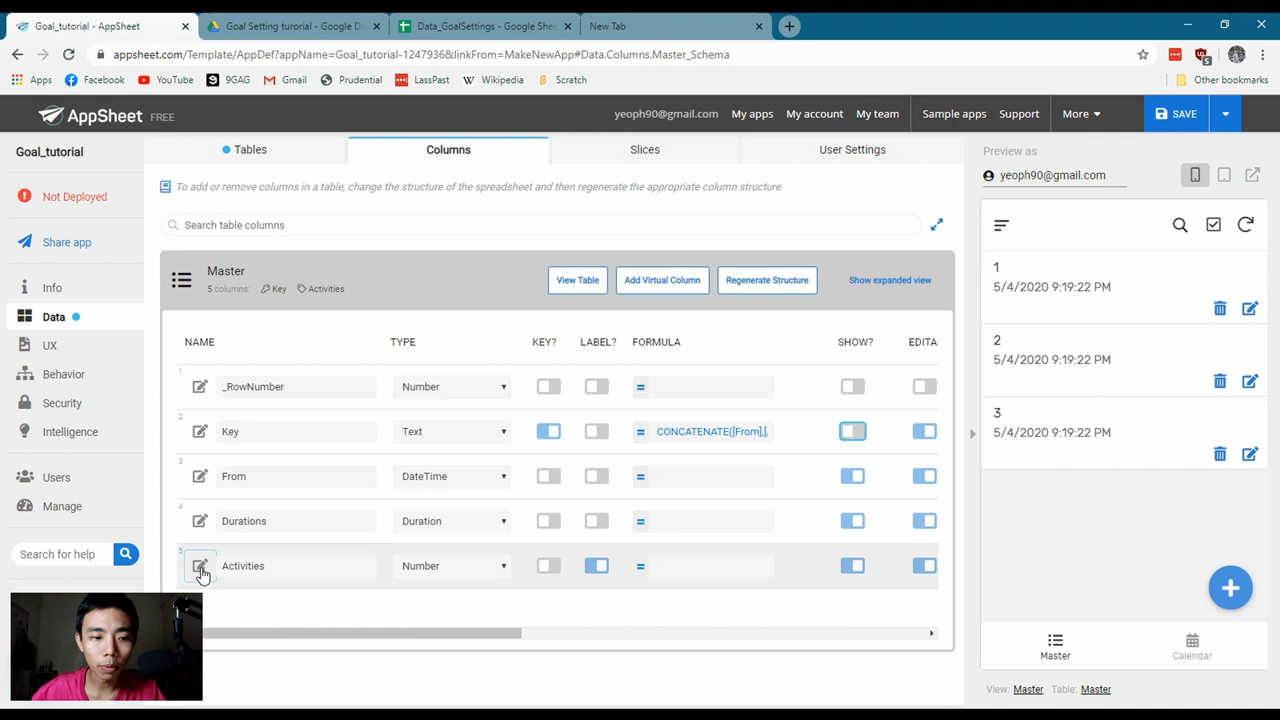 Goal_tutorial - AppSheet
Goal Setting turorial - Google D
Data_GoalSettings - Google She
New Tab
appsheet.com/Template/AppDef?appName=Goal_tutorial-1247936&linkFrom=MakeNewApp#Data.Columns.Master_Schema
5
Apps
Facebook
YouTube
9GAG
Gmail
Prudential
LassPast
Wikipedia
Scratch
Other bookmarks
AppSheet FREE
yeoph90@gmail.com
My apps
My account
My team
Sample apps
Support
More
SAVE
Goal_tutorial
Not Deployed
Share app
Info
Data
UX
Behavior
Security
Intelligence
Users
Manage
Search for help
Tables
Columns
Slices
User Settings
To add or remove columns in a table, change the structure of the spreadsheet and then regenerate the appropriate column structure
Search table columns
Master
5 columns: Key Activities
View Table
Add Virtual Column
Regenerate Structure
Show expanded view
NAME TYPE KEY? LABEL? FORMULA SHOW? EDITA
1 _RowNumber Number =
2 Key Text = CONCATENATE([From],[,
3 From DateTime =
4 Durations Duration =
5 Activities Number =
Preview as
yeoph90@gmail.com
1
5/4/2020 9:19:22 PM
2
5/4/2020 9:19:22 PM
3
5/4/2020 9:19:22 PM
Master
Calendar
View: Master Table: Master